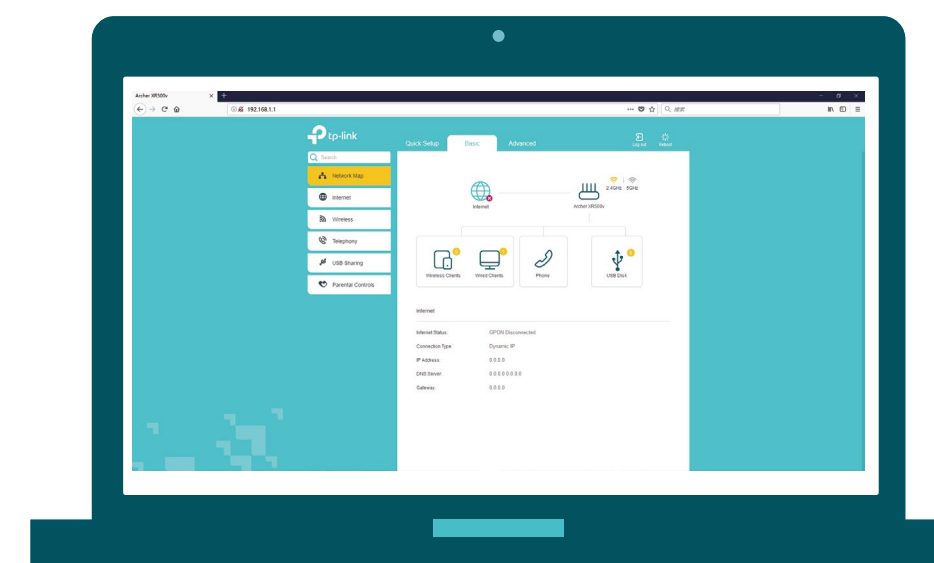 Archer XR500v
192.168.1.1
tp-link
Quick Setup
Basic
Advanced
Log out
Reboot
Search
Network Map
Internet
Wireless
Telephony
USB Sharing
Parental Controls
2.4GHz | 5GHz
Internet
Archer XR500v
Wireless Clients
Wired Clients
Phone
USB Disk
Internet
Internet Status: GPON Disconnected
Connection Type Dynamic IP
IP Address: 0.0.0.0
DNS Server: 0.0.0.0 0.0.0.0
Gateway: 0.0.0.0